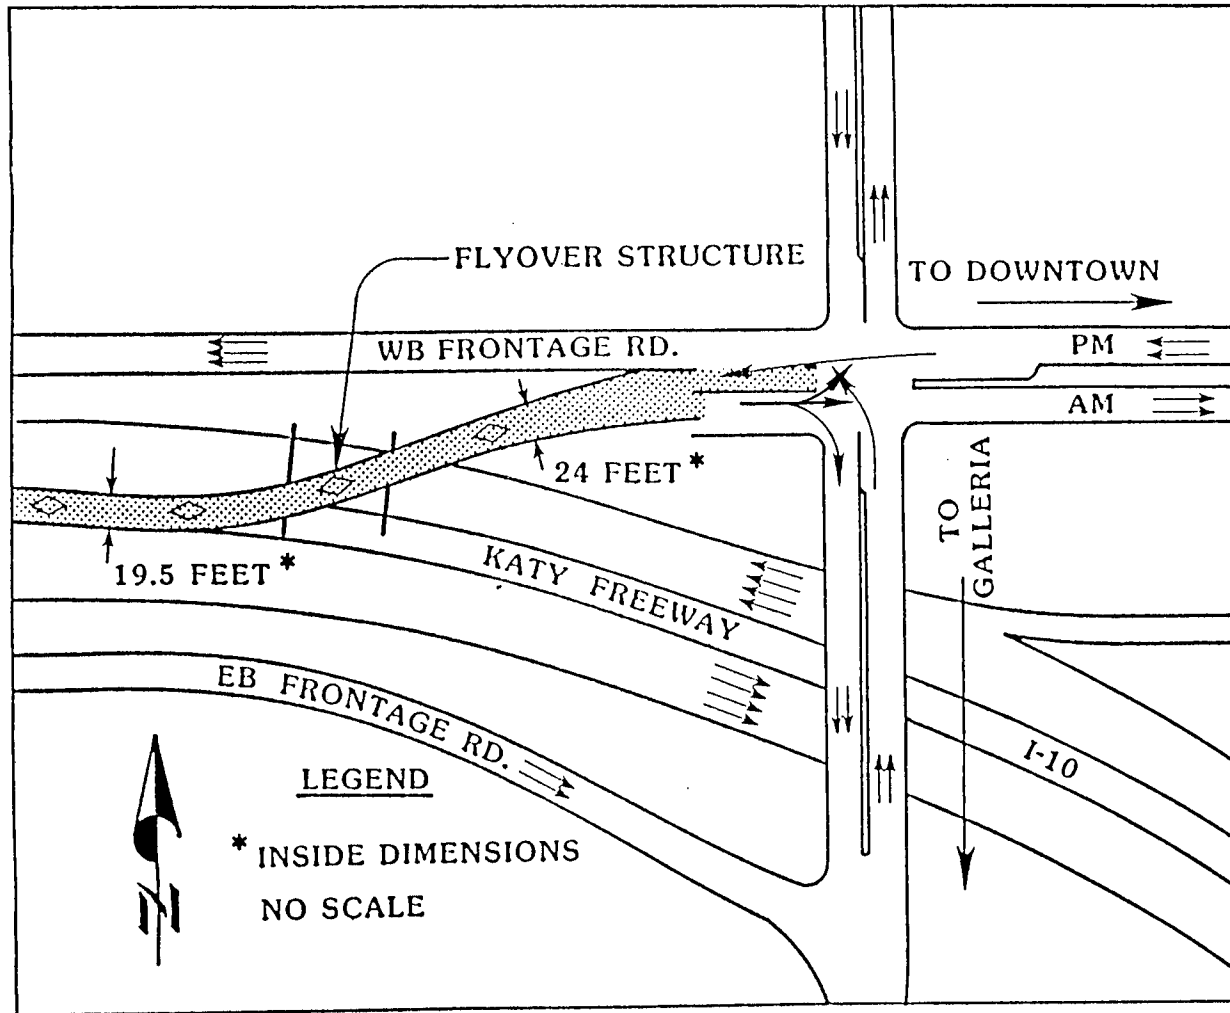 FLYOVER STRUCTURE
TO DOWNTOWN
WB FRONTAGE RD.
PM
AM
24 FEET*
19.5 FEET*
TO
GALLERIA
KATY FREEWAY
EB FRONTAGE RD.
I-10
LEGEND
* INSIDE DIMENSIONS
NO SCALE
N